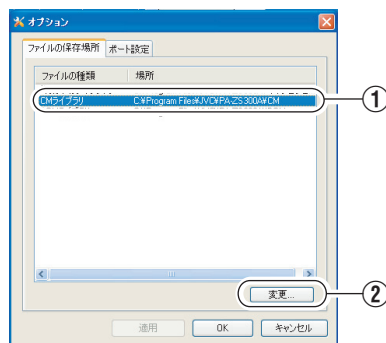 オプション
ファイルの保存場所 ポート設定
ファイルの種類 場所
CMライブラリ C:¥Program Files¥JVC¥PA-ZS300A¥CM
①
変更...
②
適用 OK キャンセル